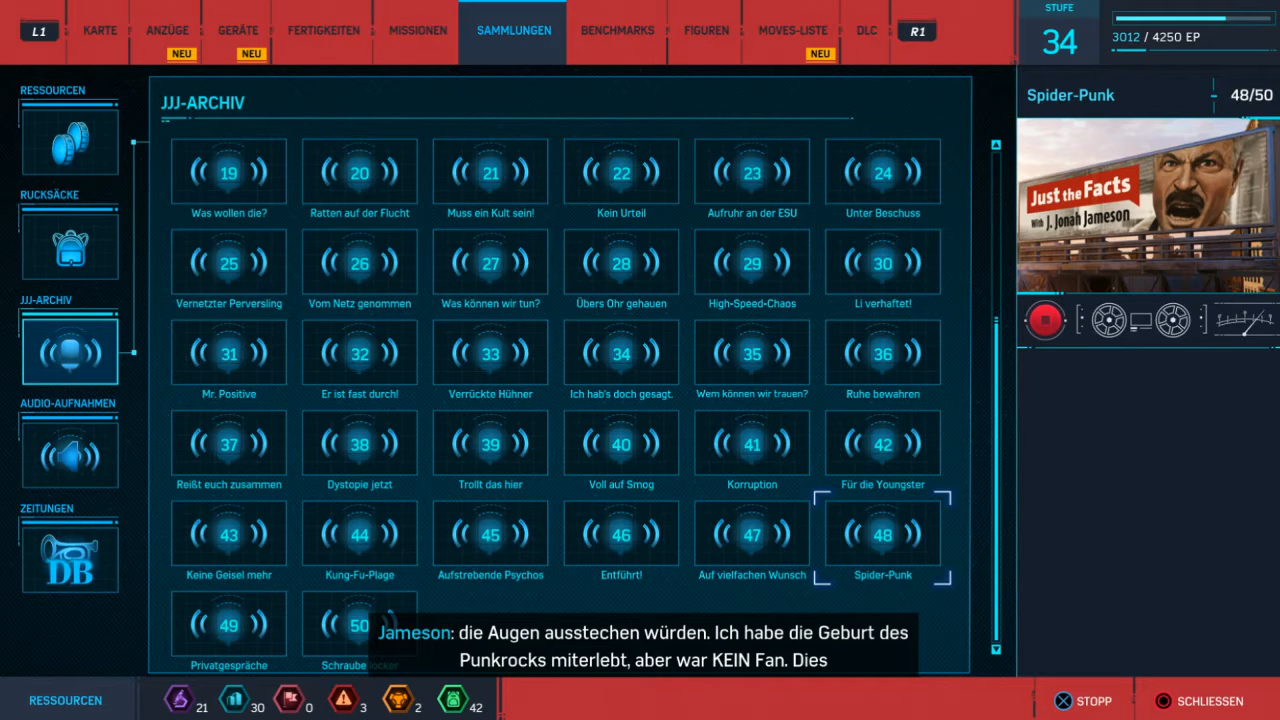 L1
KARTE
ANZÜGE
NEU
GERÄTE
NEU
FERTIGKEITEN
MISSIONEN
SAMMLUNGEN
BENCHMARKS
FIGUREN
MOVES-LISTE
NEU
DLC
R1
STUFE
34
3012 / 4250 EP
RESSOURCEN
RUCKSÄCKE
JJJ-ARCHIV
AUDIO-AUFNAHMEN
ZEITUNGEN
DB
JJJ-ARCHIV
19
20
21
22
23
24
Was wollen die?
Ratten auf der Flucht
Muss ein Kult sein!
Kein Urteil
Aufruhr an der ESU
Unter Beschuss
25
26
27
28
29
30
Vernetzter Perversling
Vom Netz genommen
Was können wir tun?
Übers Ohr gehauen
High-Speed-Chaos
Li verhaftet!
31
32
33
34
35
36
Mr. Positive
Er ist fast durch!
Verrückte Hühner
Ich hab's doch gesagt.
Wem können wir trauen?
Ruhe bewahren
37
38
39
40
41
42
Reißt euch zusammen
Dystopie jetzt
Trollt das hier
Voll auf Smog
Korruption
Für die Youngster
43
44
45
46
47
48
Keine Geisel mehr
Kung-Fu-Plage
Aufstrebende Psychos
Entführt!
Auf vielfachen Wunsch
Spider-Punk
49
50
Privatgespräche
Schraube locker
Spider-Punk
48/50
Just the Facts
With J. Jonah Jameson
Jameson: die Augen ausstechen würden. Ich habe die Geburt des
Punkrocks miterlebt, aber war KEIN Fan. Dies
RESSOURCEN
21
30
0
3
2
42
STOPP
SCHLIESSEN